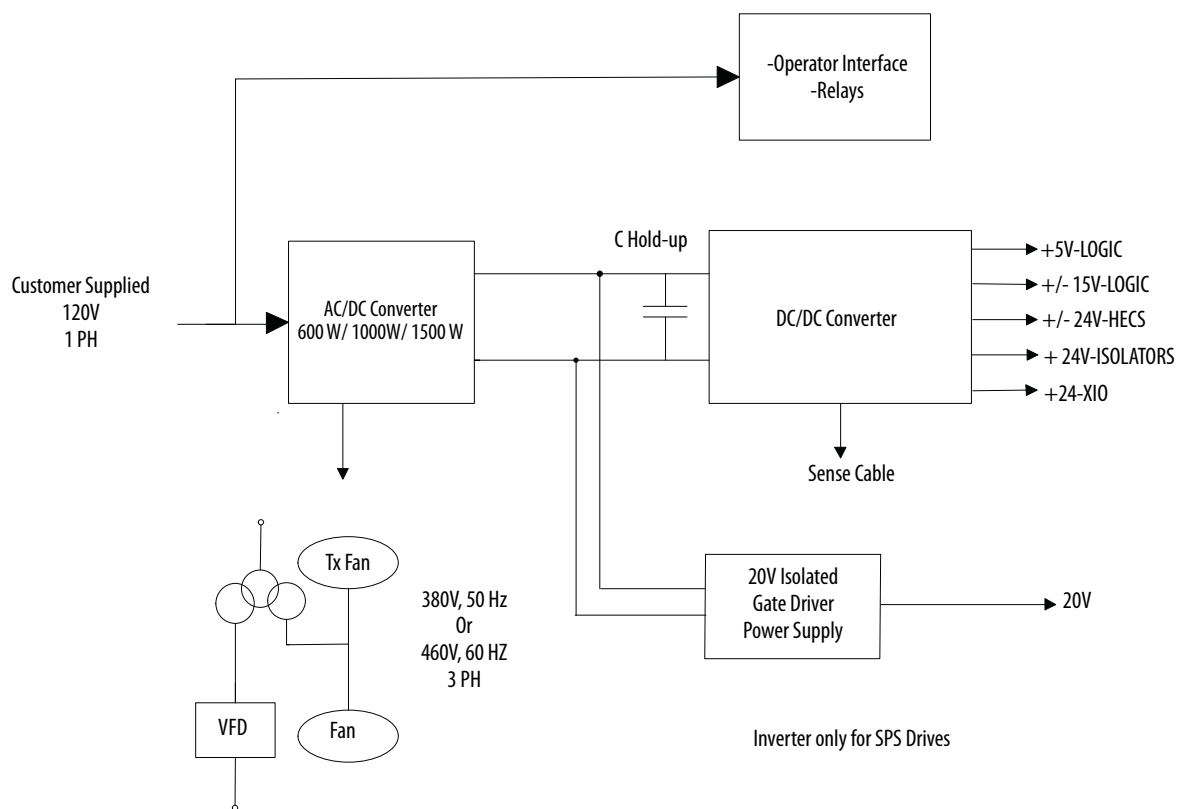 -Operator Interface
-Relays
C Hold-up
Customer Supplied
120V
1 PH
AC/DC Converter
600 W/ 1000W/ 1500 W
DC/DC Converter
+5V-LOGIC
+/- 15V-LOGIC
+/- 24V-HECS
+ 24V-ISOLATORS
+24-XIO
Sense Cable
Tx Fan
380V, 50 Hz
Or
460V, 60 HZ
3 PH
20V Isolated
Gate Driver
Power Supply
20V
VFD
Fan
Inverter only for SPS Drives